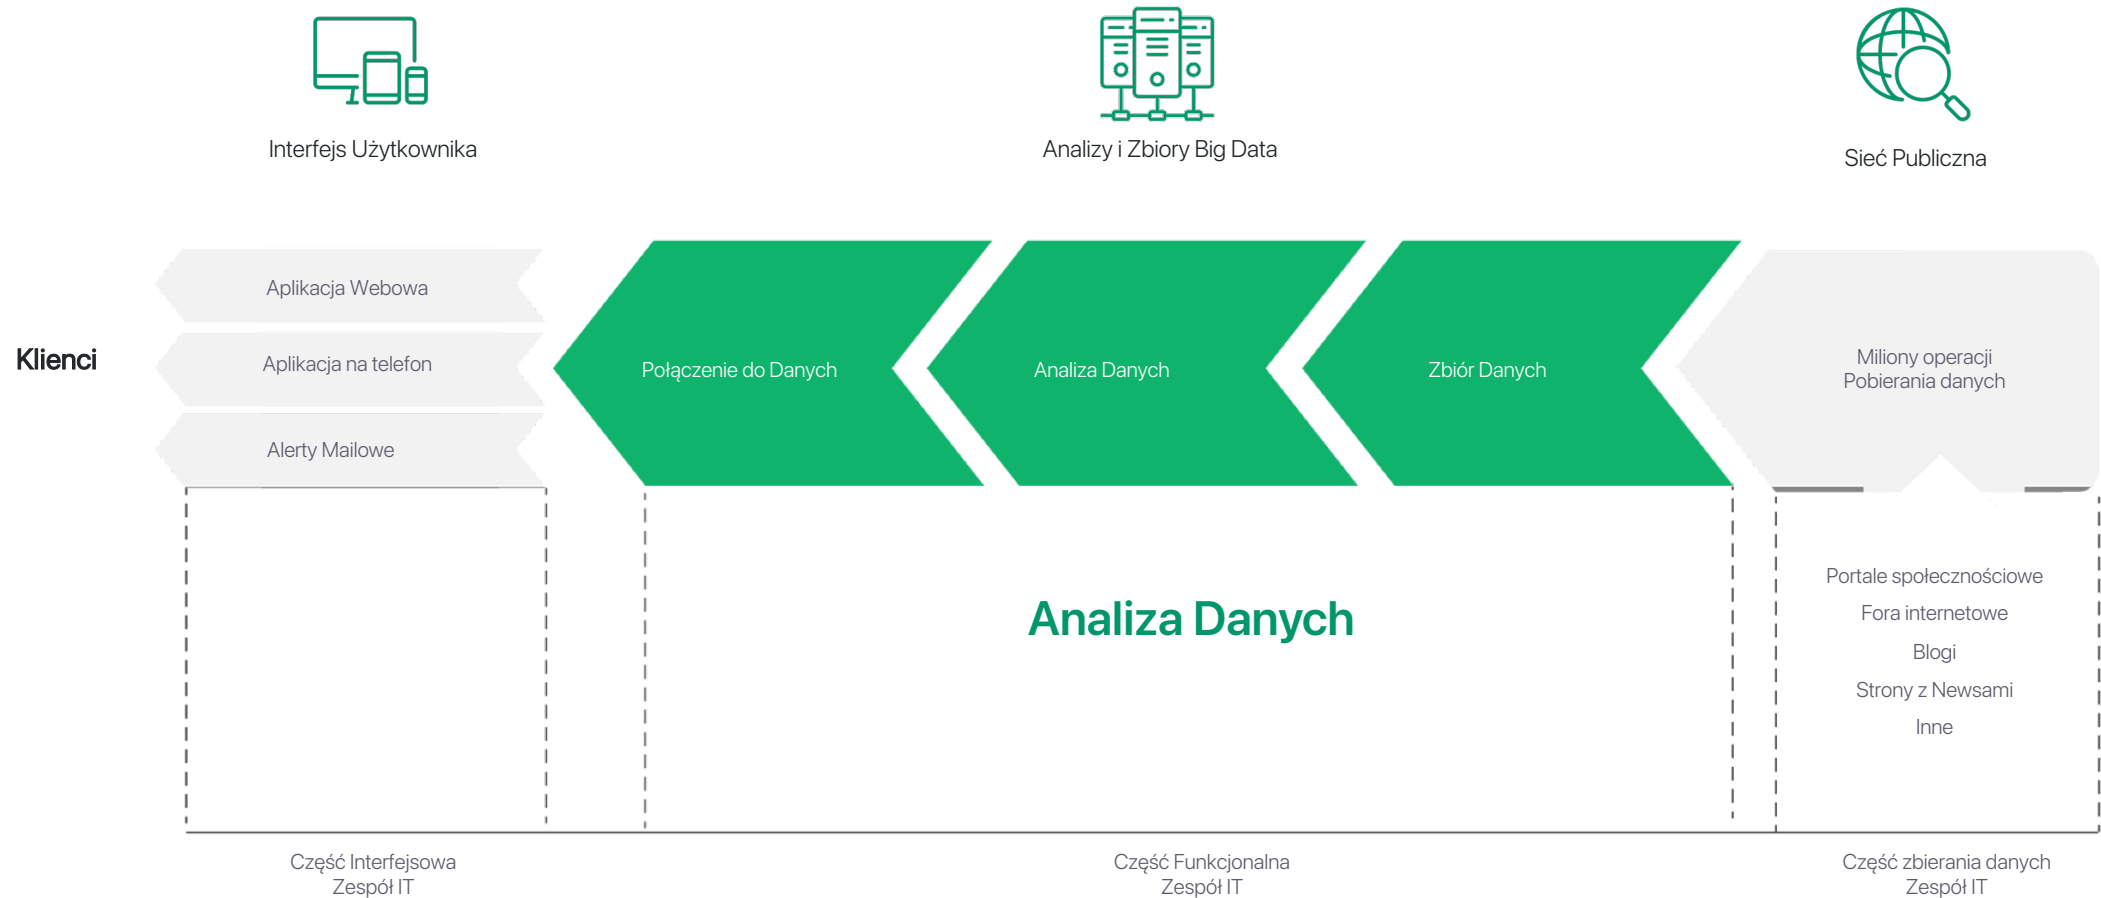 Interfejs Użytkownika
Analizy i Zbiory Big Data
Sieć Publiczna
Klienci
Aplikacja Webowa
Aplikacja na telefon
Alerty Mailowe
Połączenie do Danych
Analiza Danych
Zbiór Danych
Miliony operacji
Pobierania danych
Analiza Danych
Portale społecznościowe
Fora internetowe
Blogi
Strony z Newsami
Inne
Część Interfejsowa
Zespół IT
Część Funkcjonalna
Zespół IT
Część zbierania danych
Zespół IT